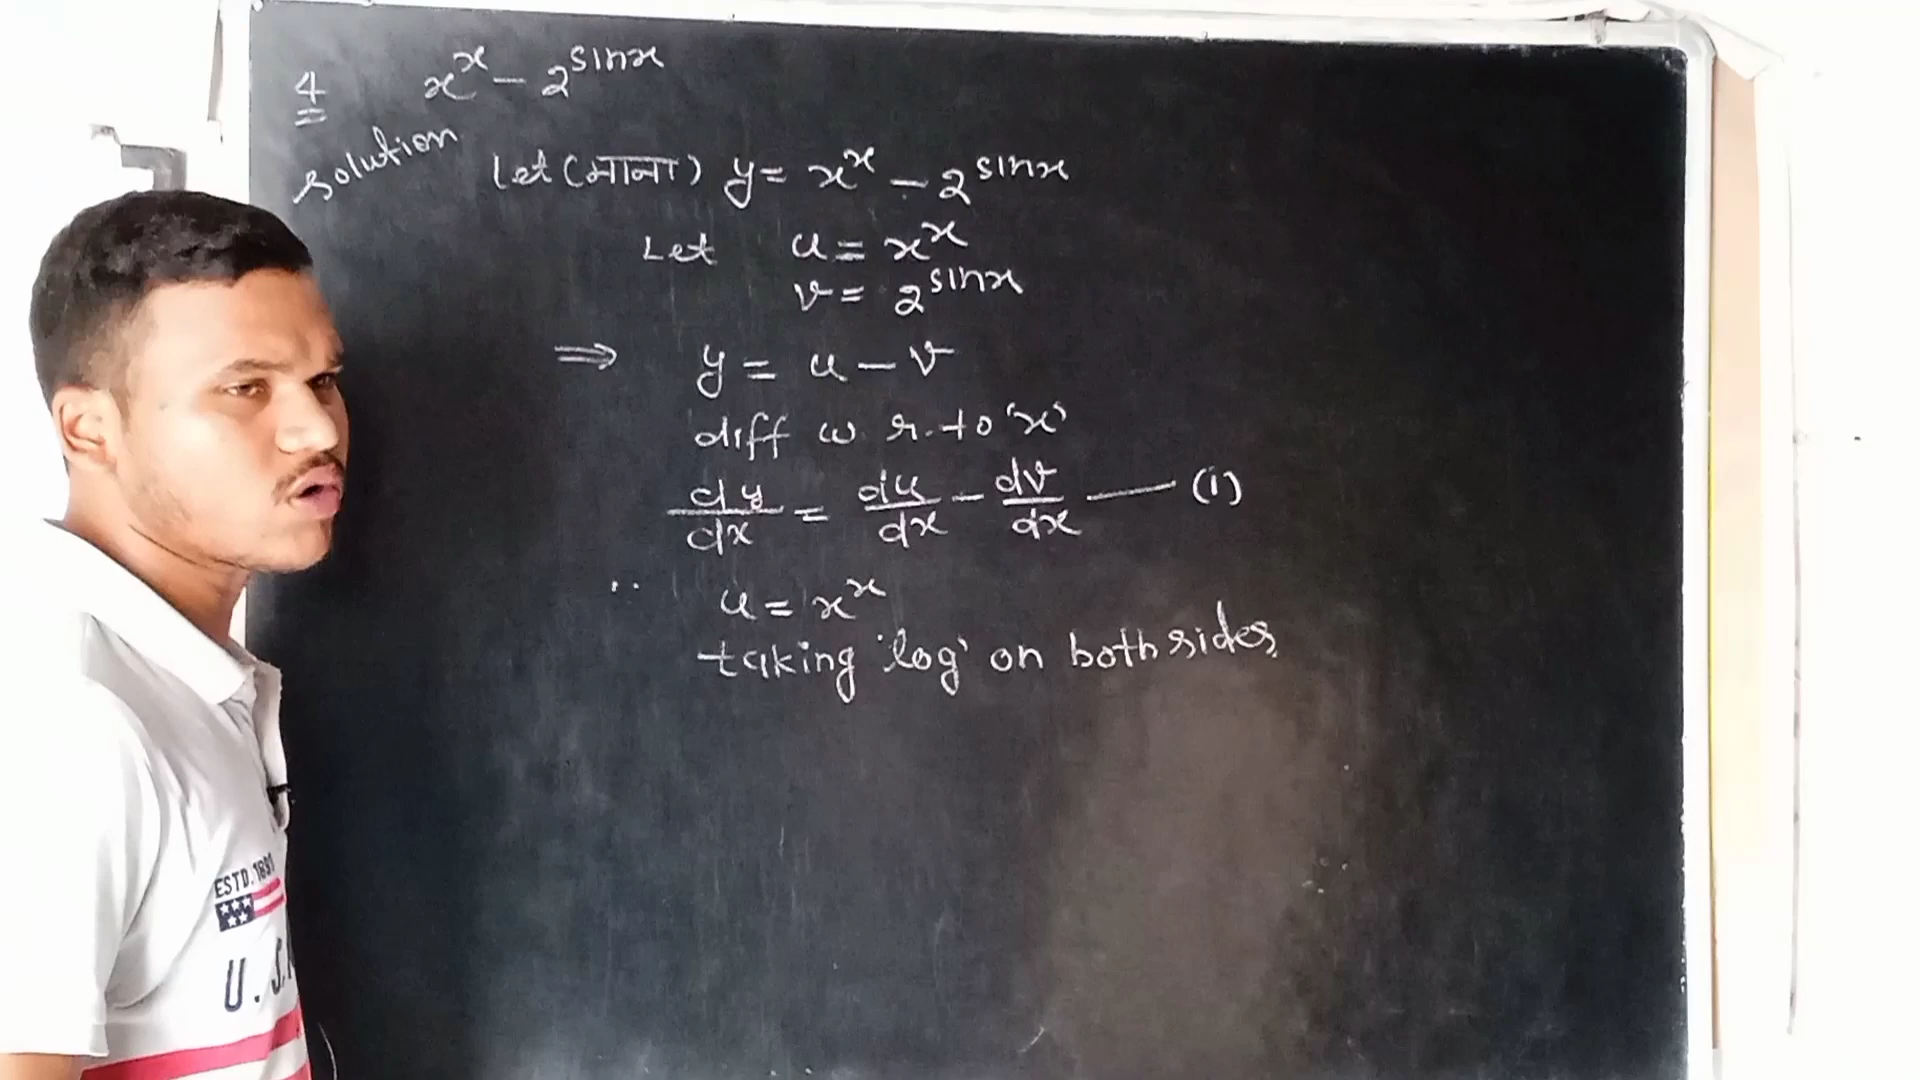 4 x^x - 2^sinx
Solution
Let (माना) y = x^x - 2^sinx
Let u = x^x
v = 2^sinx
⇒ y = u - v
diff w r. to 'x'
dy/dx = du/dx - dv/dx —— (1)
∵ u = x^x
taking 'log' on both sides
ESTD. 1891
U.S.